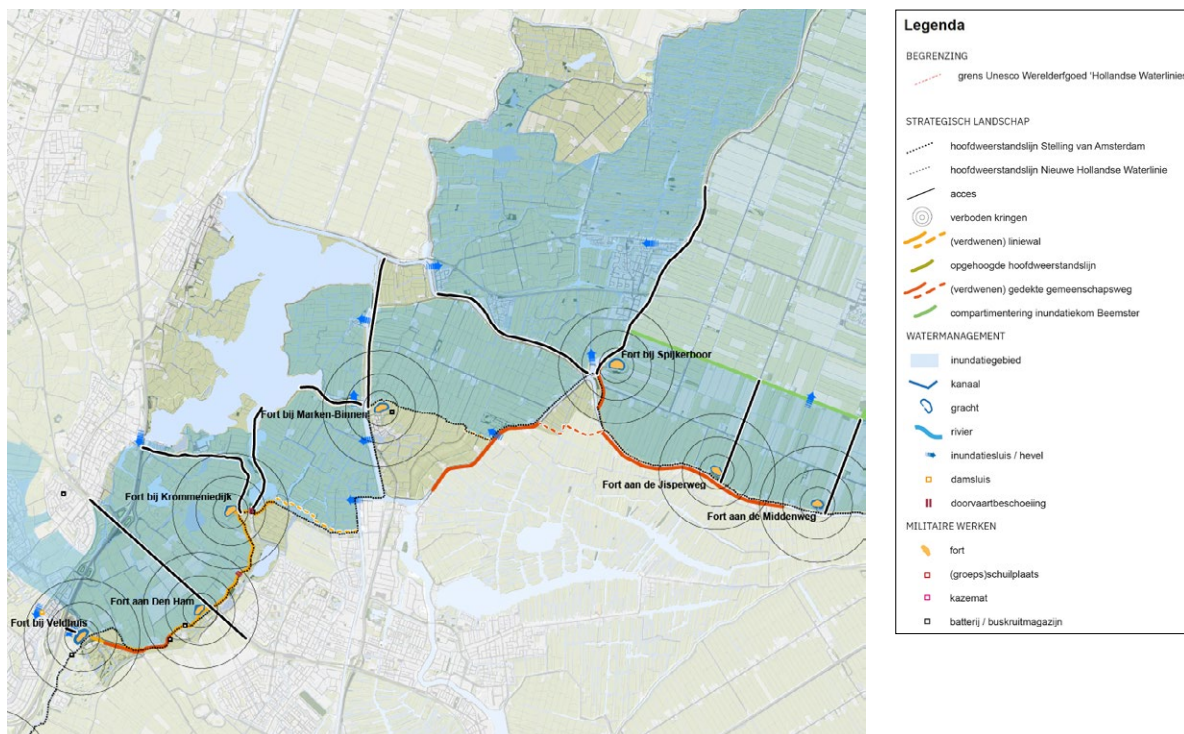 Fort bij Spijkerboor
Fort bij Marken-Binnen
Fort aan de Jisperweg
Fort bij Krommeniedijk
Fort aan de Middenweg
Fort aan Den Ham
Fort bij Veldhuis
Legenda
BEGRENZING
grens Unesco Werelderfgoed 'Hollandse Waterlinies
STRATEGISCH LANDSCHAP
hoofdweerstandslijn Stelling van Amsterdam
hoofdweerstandslijn Nieuwe Hollandse Waterlinie
acces
verboden kringen
(verdwenen) liniewal
opgehoogde hoofdweerstandslijn
(verdwenen) gedekte gemeenschapsweg
compartimentering inundatiekom Beemster
WATERMANAGEMENT
inundatiegebied
kanaal
gracht
rivier
inundatiesluis / hevel
damsluis
doorvaartbeschoeiing
MILITAIRE WERKEN
fort
(groeps)schuilplaats
kazemat
batterij / buskruitmagazijn